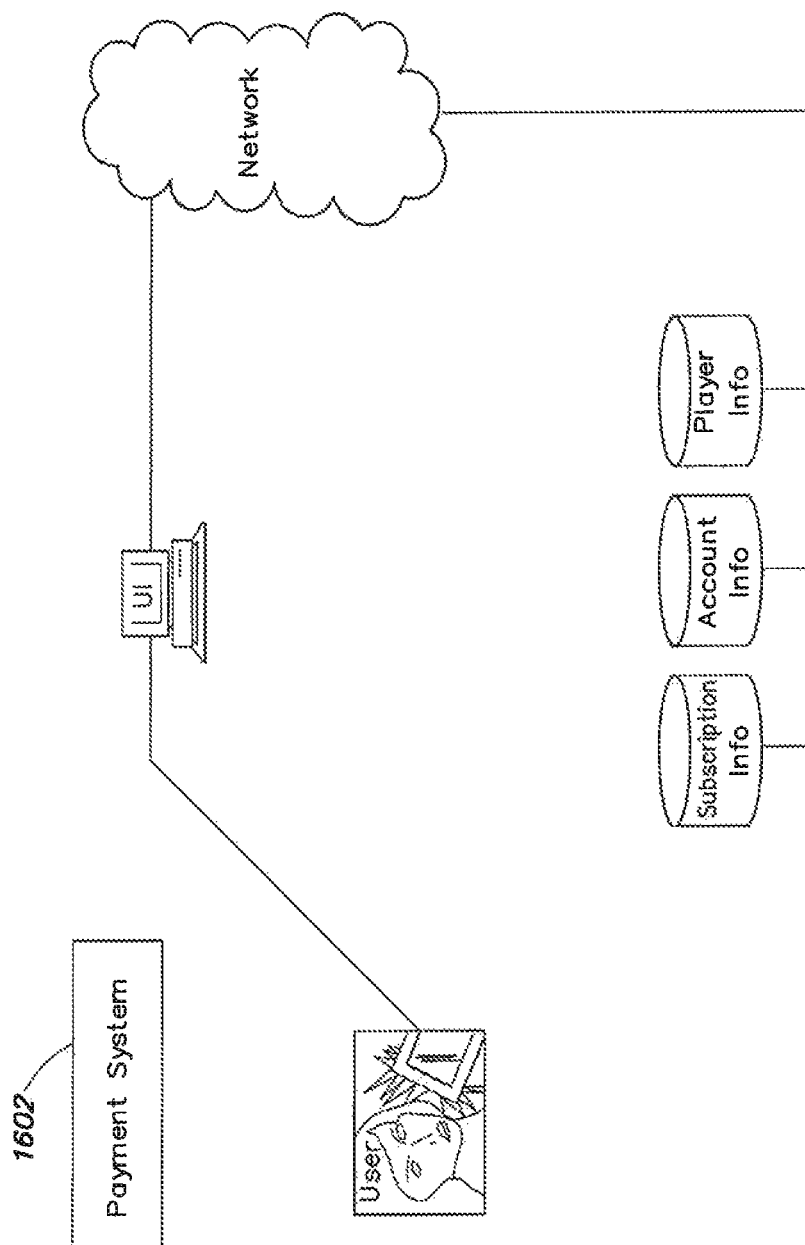 1602
Payment System
User
UI
Network
Subscription
Info
Account
Info
Player
Info